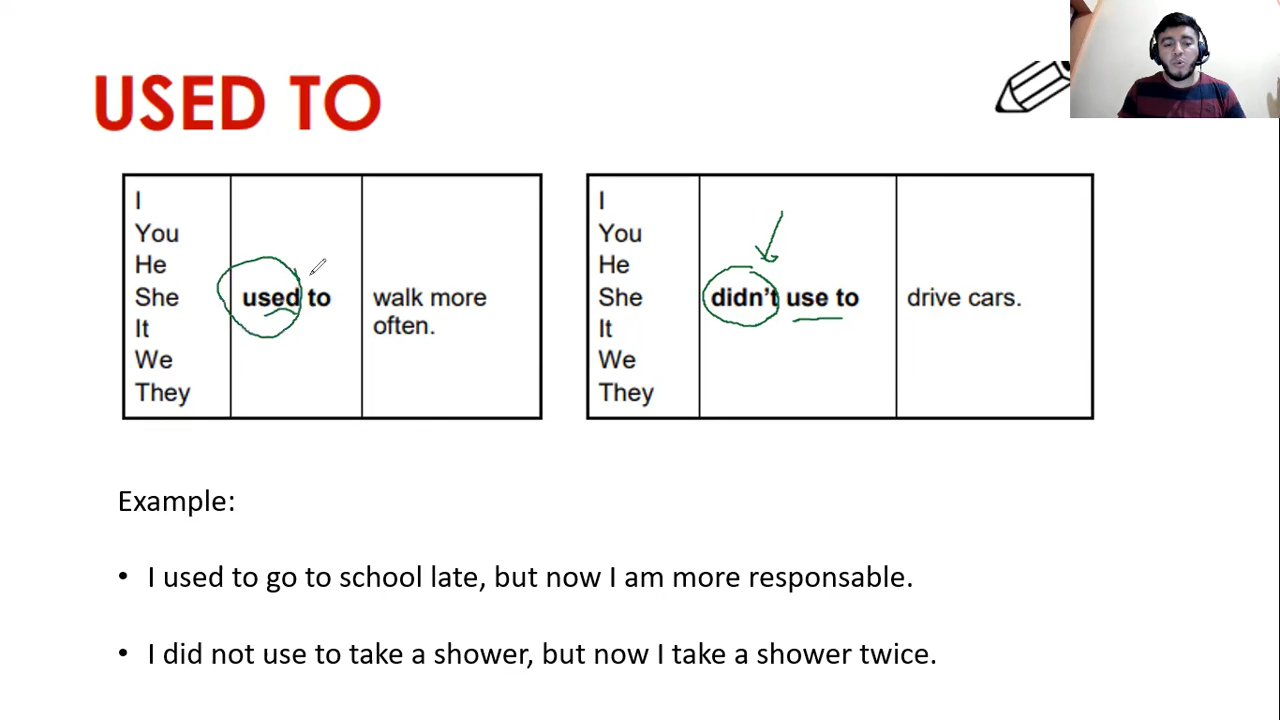 USED TO
I
You
He
She
It
We
They
used to
walk more
often.
I
You
He
She
It
We
They
didn't use to
drive cars.
Example:
• I used to go to school late, but now I am more responsable.
• I did not use to take a shower, but now I take a shower twice.